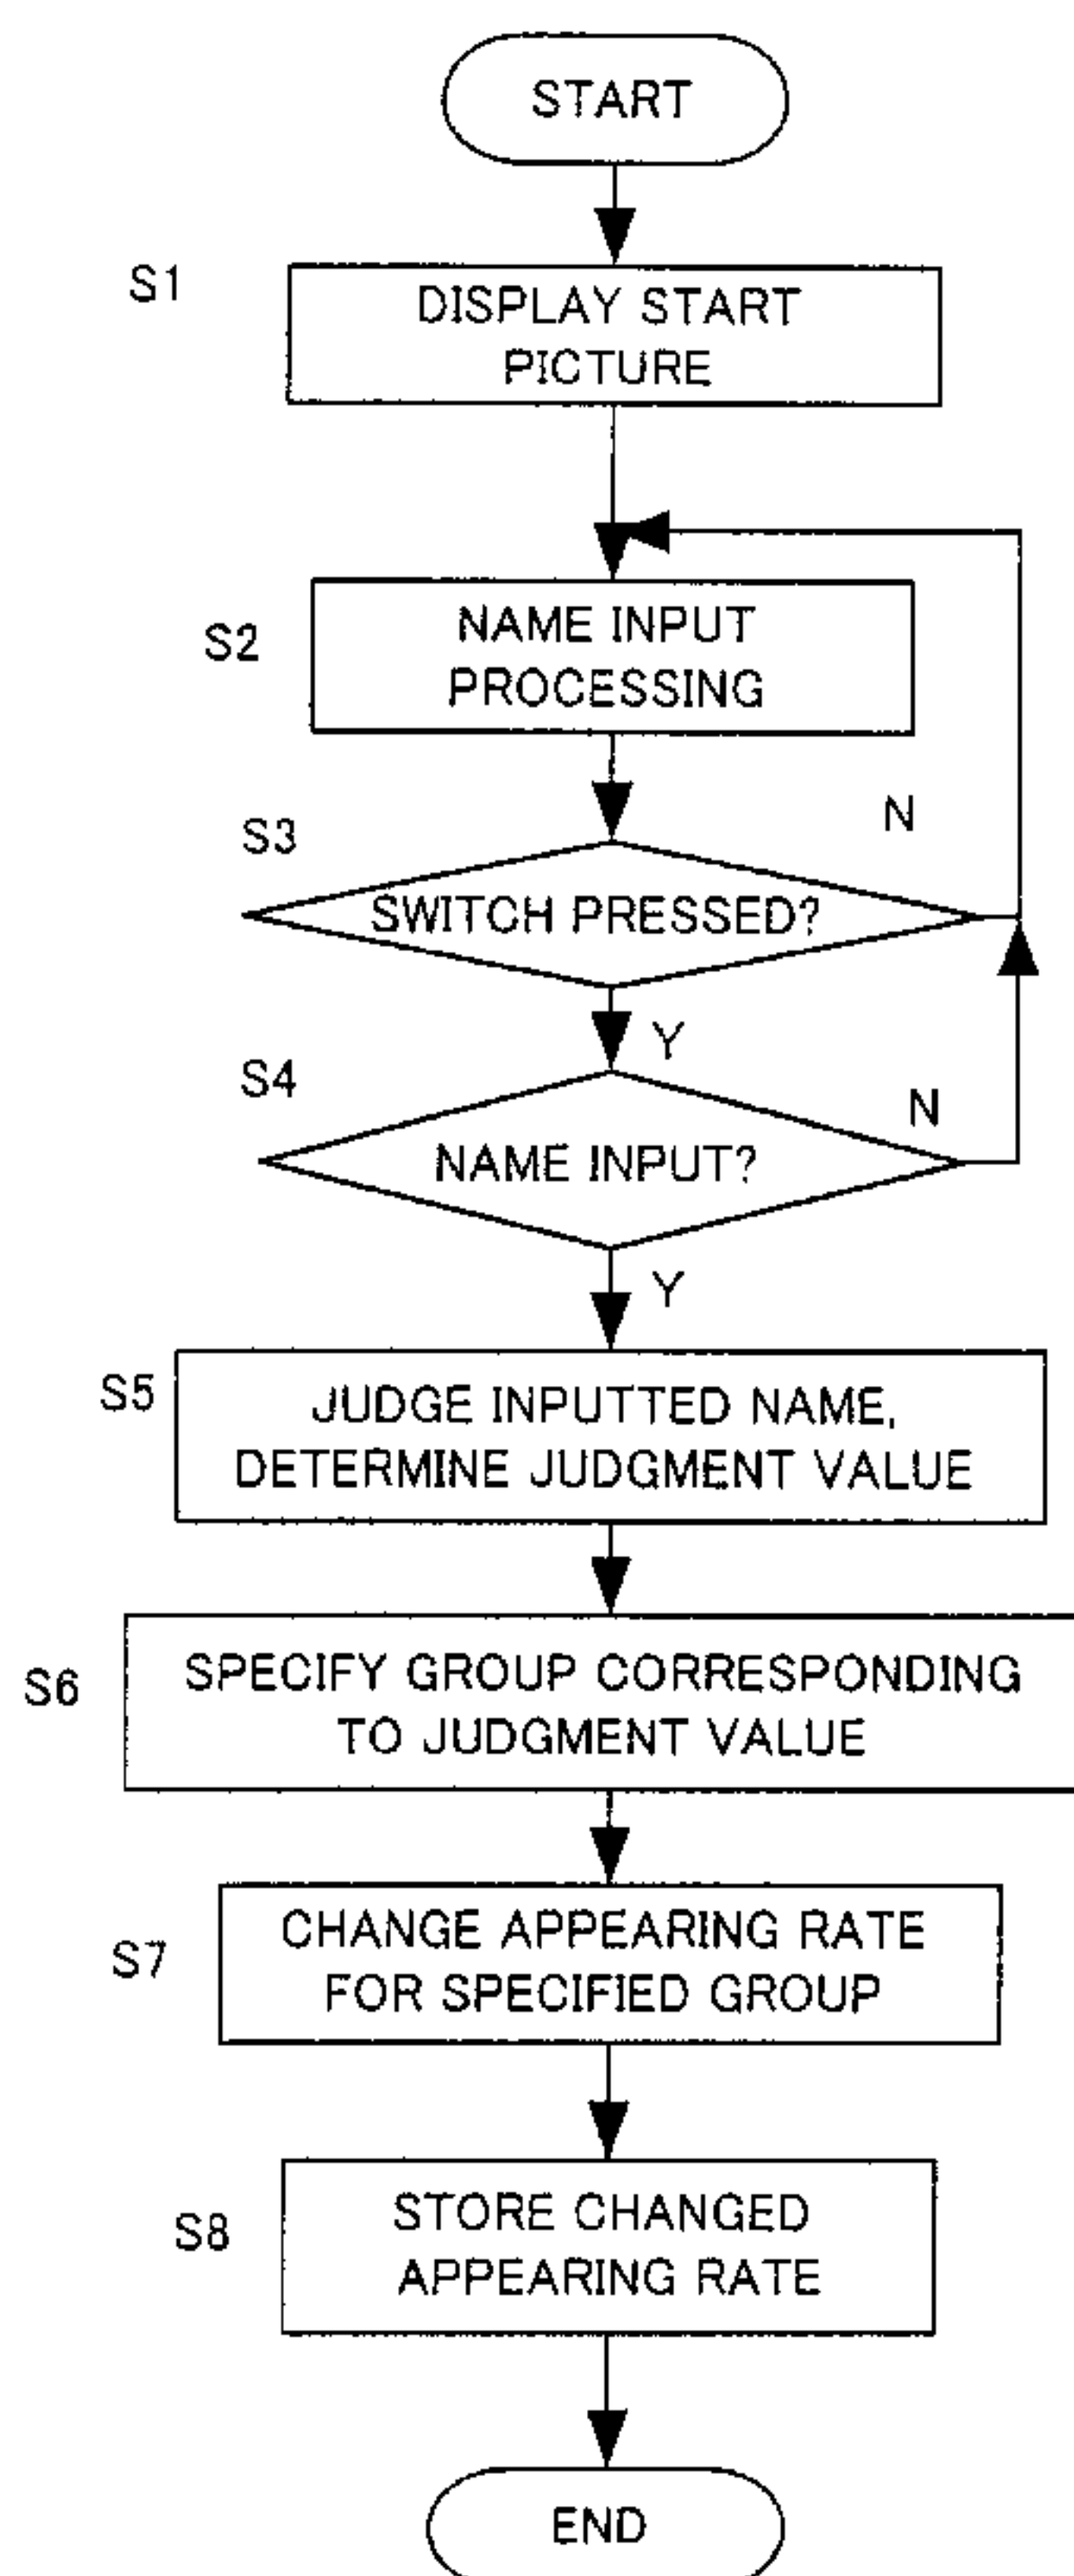 START
S1
DISPLAY START
PICTURE
S2
NAME INPUT
PROCESSING
N
S3
SWITCH PRESSED?
Y
S4
N
NAME INPUT?
Y
S5
JUDGE INPUTTED NAME,
DETERMINE JUDGMENT VALUE
S6
SPECIFY GROUP CORRESPONDING
TO JUDGMENT VALUE
S7
CHANGE APPEARING RATE
FOR SPECIFIED GROUP
S8
STORE CHANGED
APPEARING RATE
END